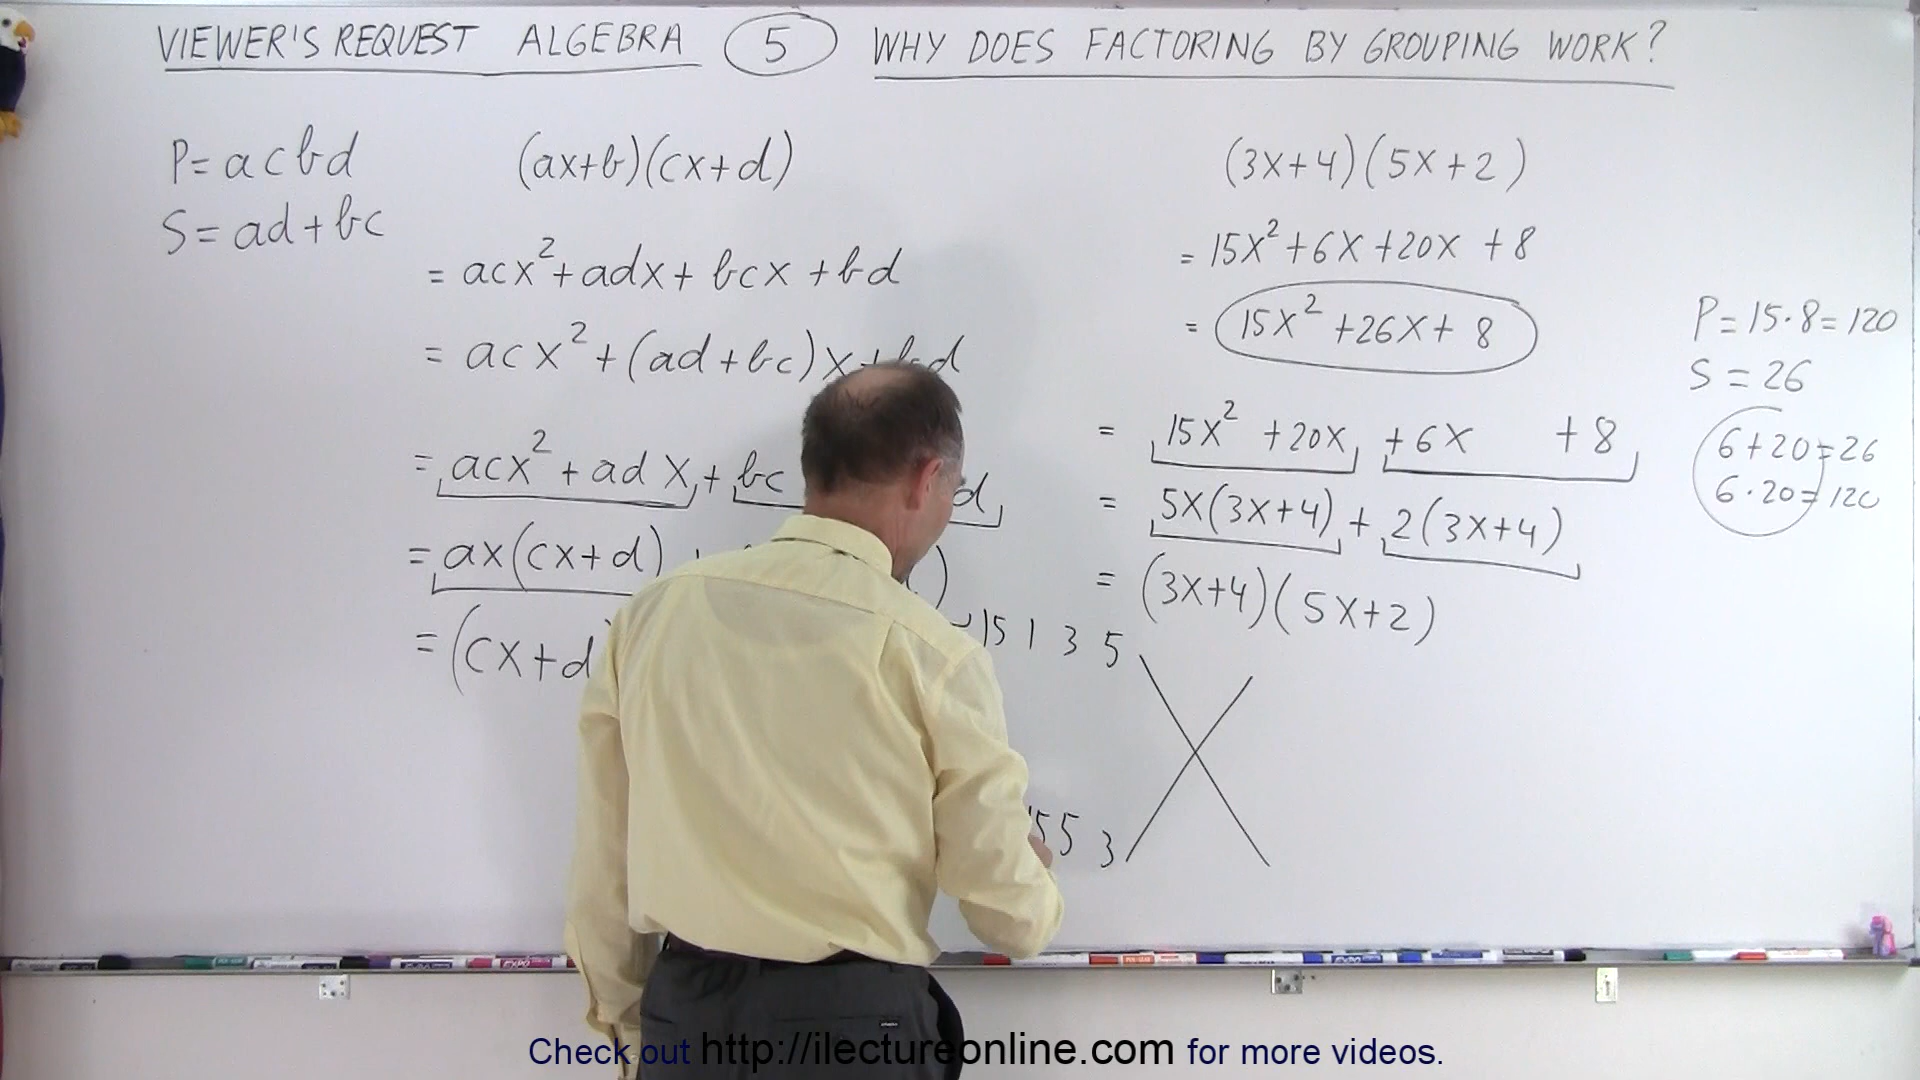 VIEWER'S REQUEST ALGEBRA 5 WHY DOES FACTORING BY GROUPING WORK?
P = acbd
S = ad + bc
(ax+b)(cx+d)
= acx² + adx + bcx + bd
= acx² + (ad + bc)x + bd
= acx² + adx + bc d
= ax(cx+d) +
= (cx+d
(3x+4)(5x+2)
= 15x² + 6x + 20x + 8
= 15x² + 26x + 8
= 15x² + 20x + 6x + 8
= 5x(3x+4) + 2(3x+4)
= (3x+4)(5x+2)
P = 15·8 = 120
S = 26
6 + 20 = 26
6 · 20 = 120
15 1 3 5
5 3
Check out http://ilectureonline.com for more videos.